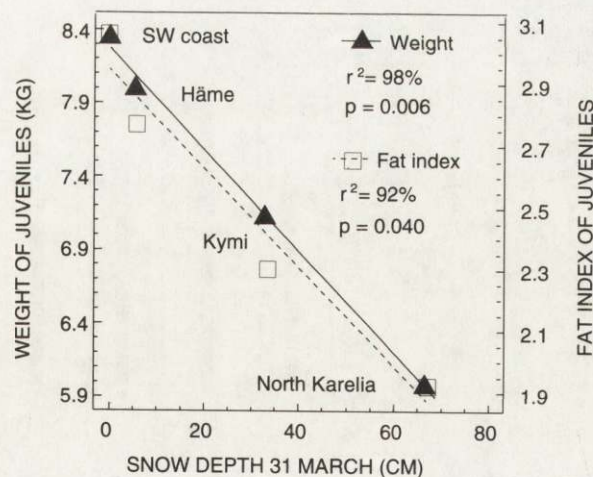 WEIGHT OF JUVENILES (KG)
8.4
7.9
7.4
6.9
6.4
5.9
SW coast
Häme
Kymi
North Karelia
Weight
r² = 98%
p = 0.006
Fat index
r² = 92%
p = 0.040
3.1
2.9
2.7
2.5
2.3
2.1
1.9
FAT INDEX OF JUVENILES
0 20 40 60 80
SNOW DEPTH 31 MARCH (CM)